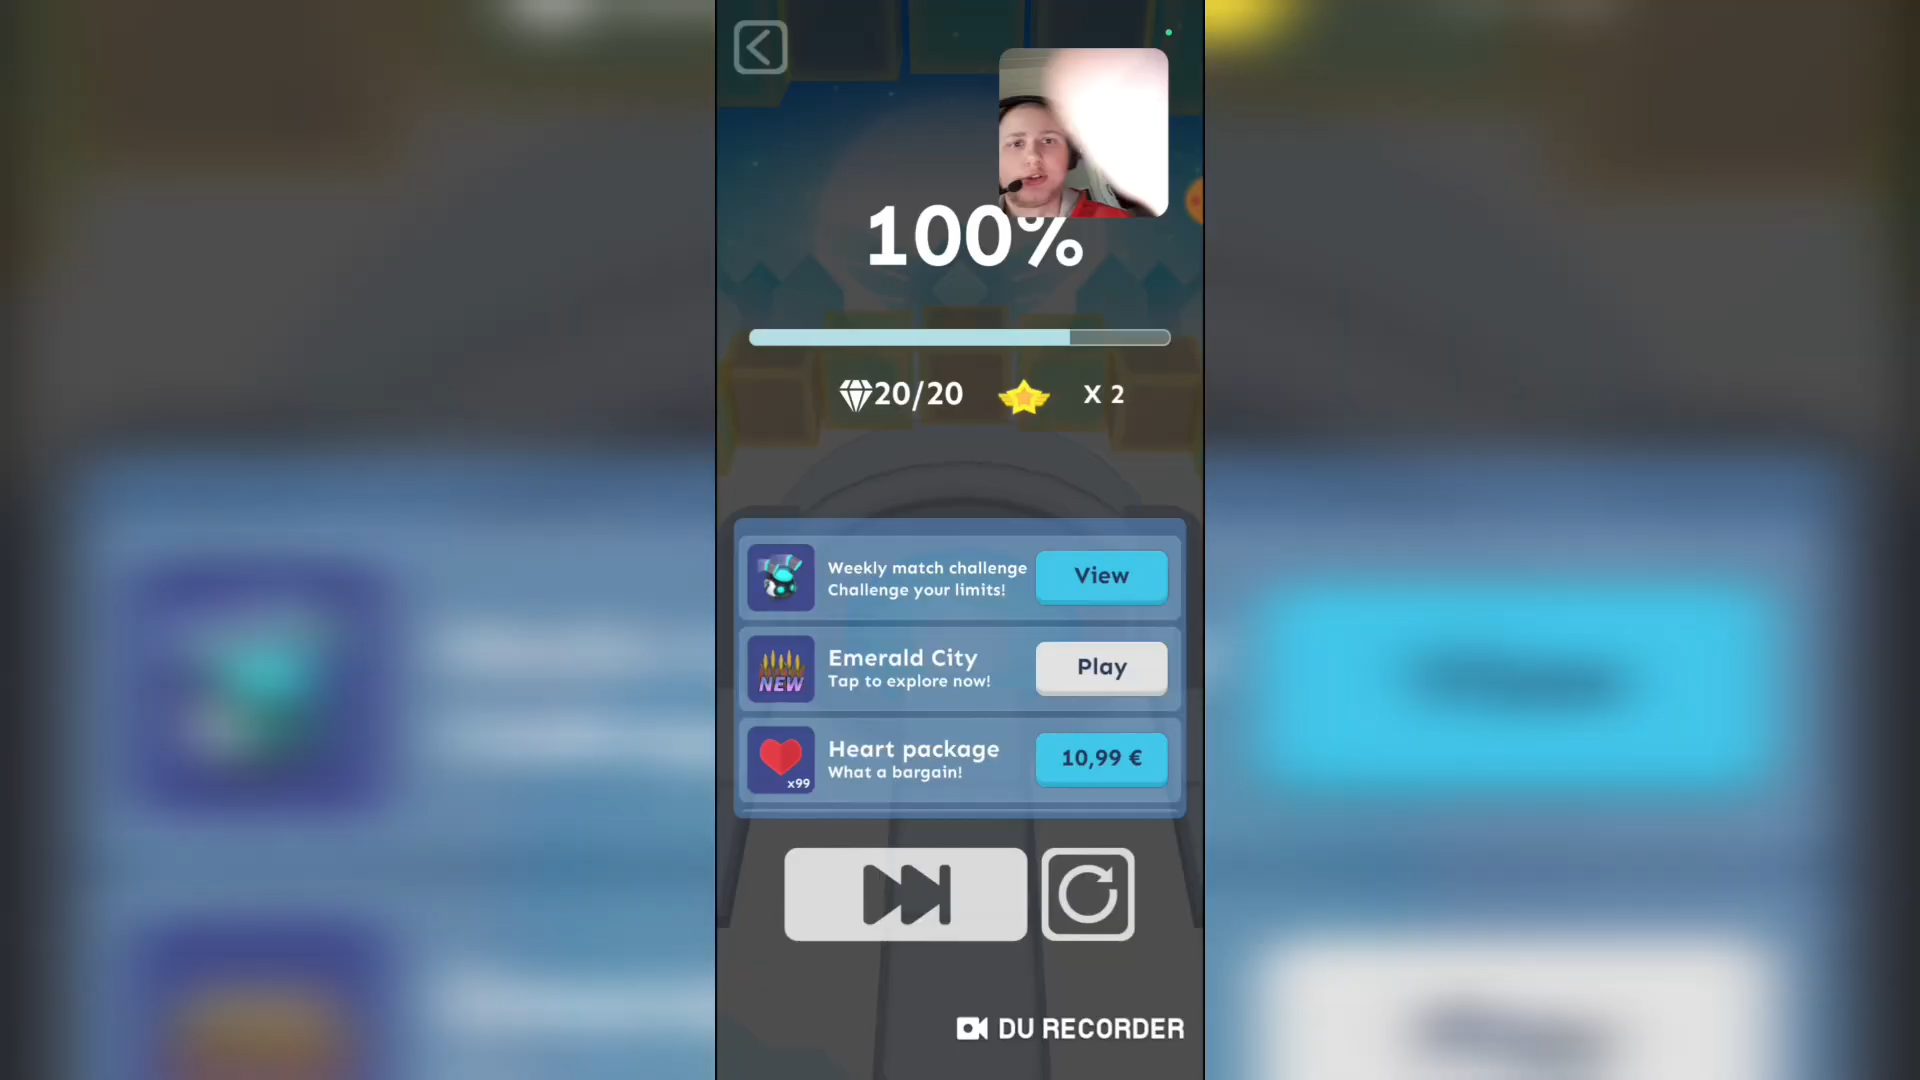 100%
20/20
X 2
Weekly match challenge
Challenge your limits!
View
NEW
Emerald City
Tap to explore now!
Play
x99
Heart package
What a bargain!
10,99 €
DU RECORDER